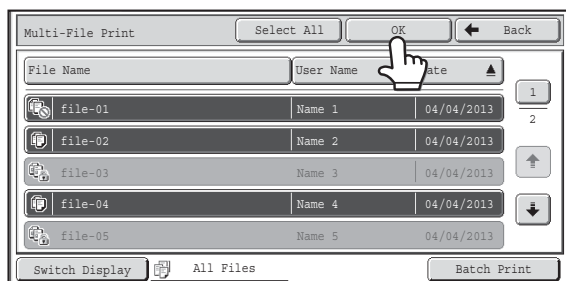 Multi-File Print Select All OK Back
File Name User Name ate
file-01 Name 1 04/04/2013
file-02 Name 2 04/04/2013
file-03 Name 3 04/04/2013
file-04 Name 4 04/04/2013
file-05 Name 5 04/04/2013
1
2
Switch Display All Files Batch Print